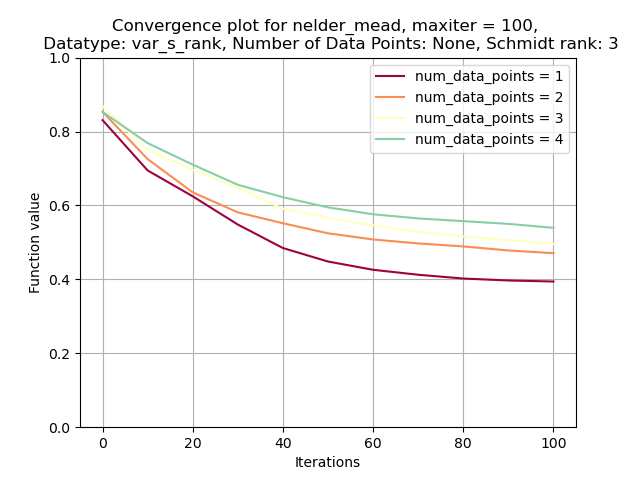 Convergence plot for nelder_mead, maxiter = 100,
Datatype: var_s_rank, Number of Data Points: None, Schmidt rank: 3
1.0
0.8
0.6
0.4
0.2
0.0
Function value
num_data_points = 1
num_data_points = 2
num_data_points = 3
num_data_points = 4
0 20 40 60 80 100
Iterations